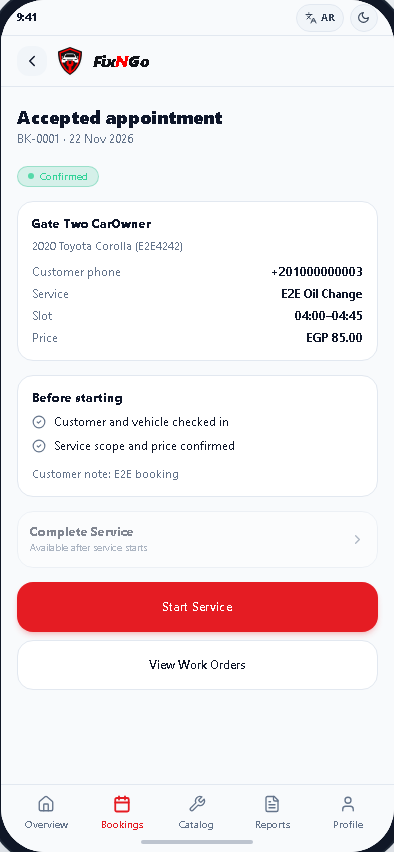 9:41
AR
FixNGo
Accepted appointment
BK-0001 · 22 Nov 2026
Confirmed
Gate Two CarOwner
2020 Toyota Corolla (E2E4242)
Customer phone +201000000003
Service E2E Oil Change
Slot 04:00–04:45
Price EGP 85.00
Before starting
Customer and vehicle checked in
Service scope and price confirmed
Customer note: E2E booking
Complete Service
Available after service starts
Start Service
View Work Orders
Overview Bookings Catalog Reports Profile